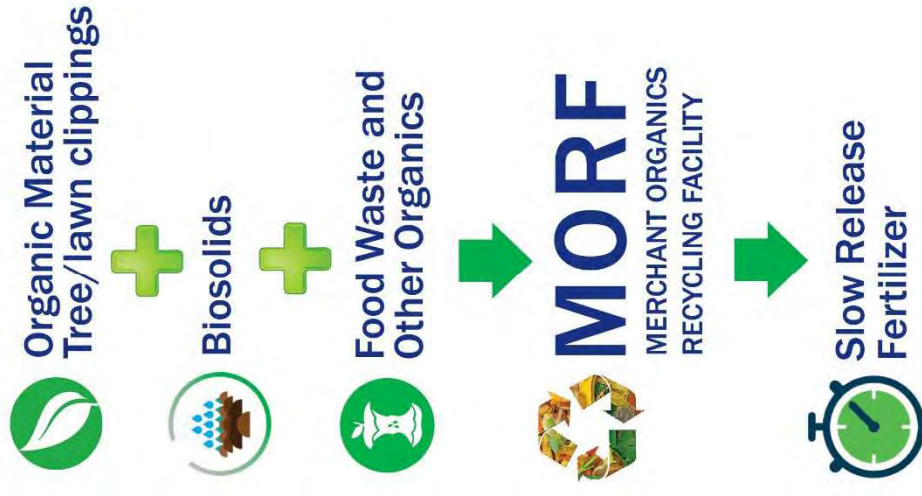 Organic Material
Tree/lawn clippings
Biosolids
Food Waste and
Other Organics
MORF
MERCHANT ORGANICS
RECYCLING FACILITY
Slow Release
Fertilizer